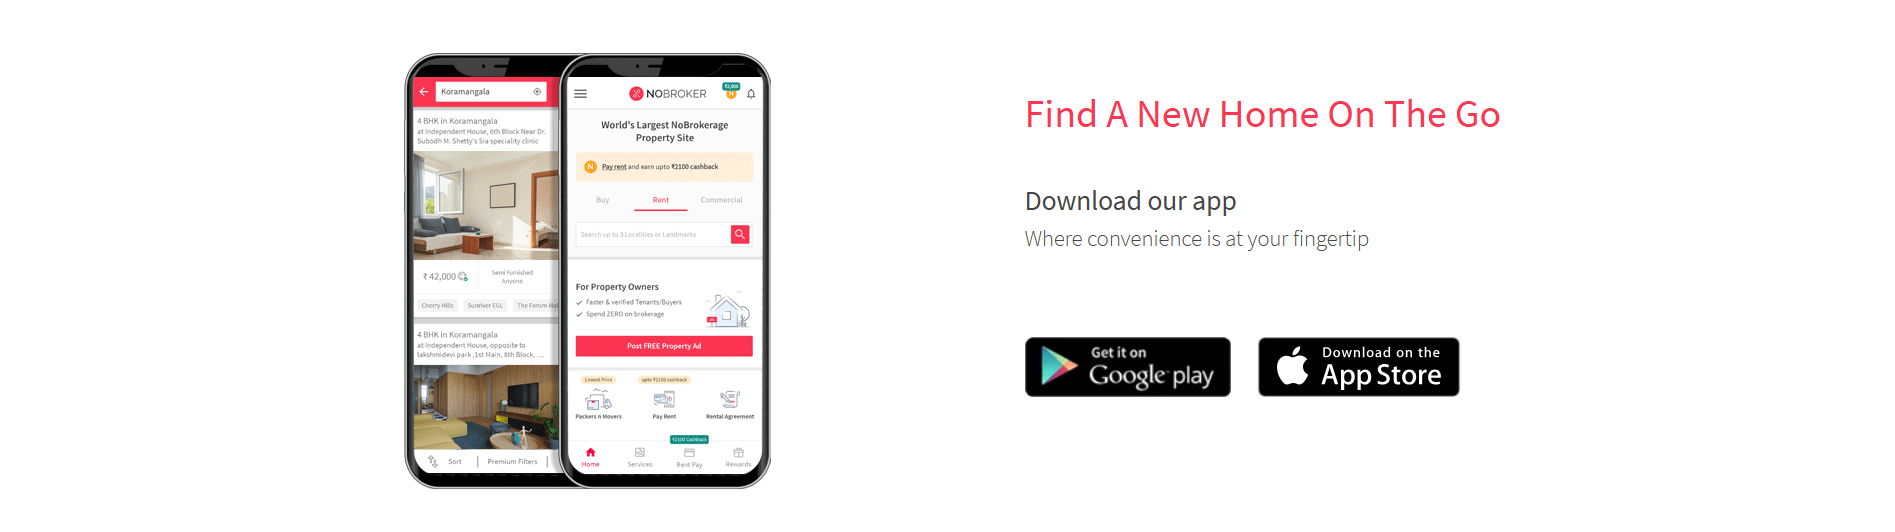 Koramangala
4 BHK in Koramangala
at Independent House, 6th Block Near Dr.
Subodh M. Shetty's Sia speciality clinic
₹ 42,000
Semi Furnished
Anyone
Cherry Hills
Sunriver EGL
The Forum Mal
4 BHK in Koramangala
at Independent House, opposite to
lakshmidevi park ,1st Main, 8th Block, ...
Sort
Premium Filters
NOBROKER
₹2,000
N
World's Largest NoBrokerage
Property Site
N Pay rent and earn upto ₹2100 cashback
Buy Rent Commercial
Search up to 3 Localities or Landmarks
For Property Owners
Faster & verified Tenants/Buyers
Spend ZERO on brokerage
Post FREE Property Ad
Lowest Price
upto ₹2100 cashback
Packers n Movers
Pay Rent
Rental Agreement
₹2100 Cashback
Home Services Rent Pay Rewards
Find A New Home On The Go
Download our app
Where convenience is at your fingertip
Get it on
Google play
Download on the
App Store